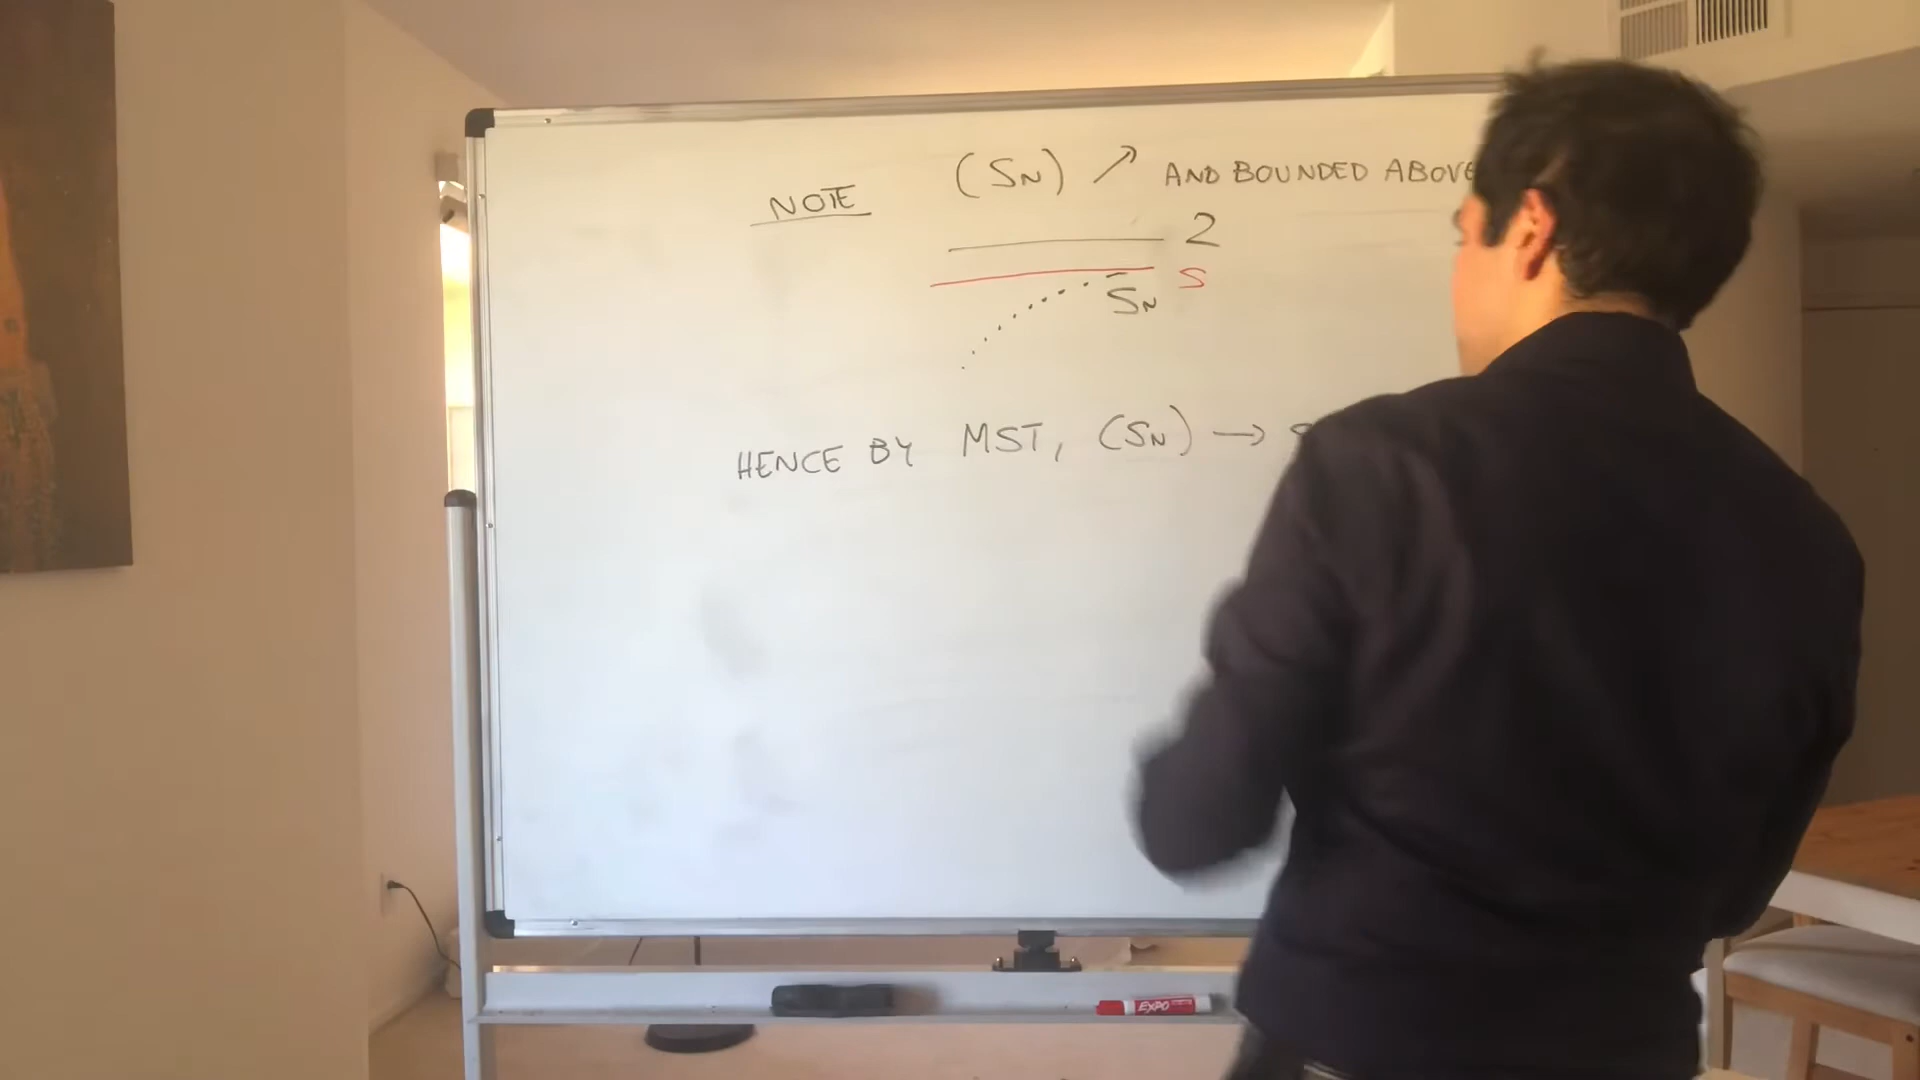 NOTE (SN) ↗ AND BOUNDED ABOVE
2
S
SN
HENCE BY MST, (SN) →
EXPO